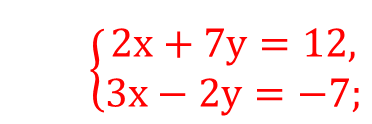 2x + 7y = 12,
3x − 2y = −7;